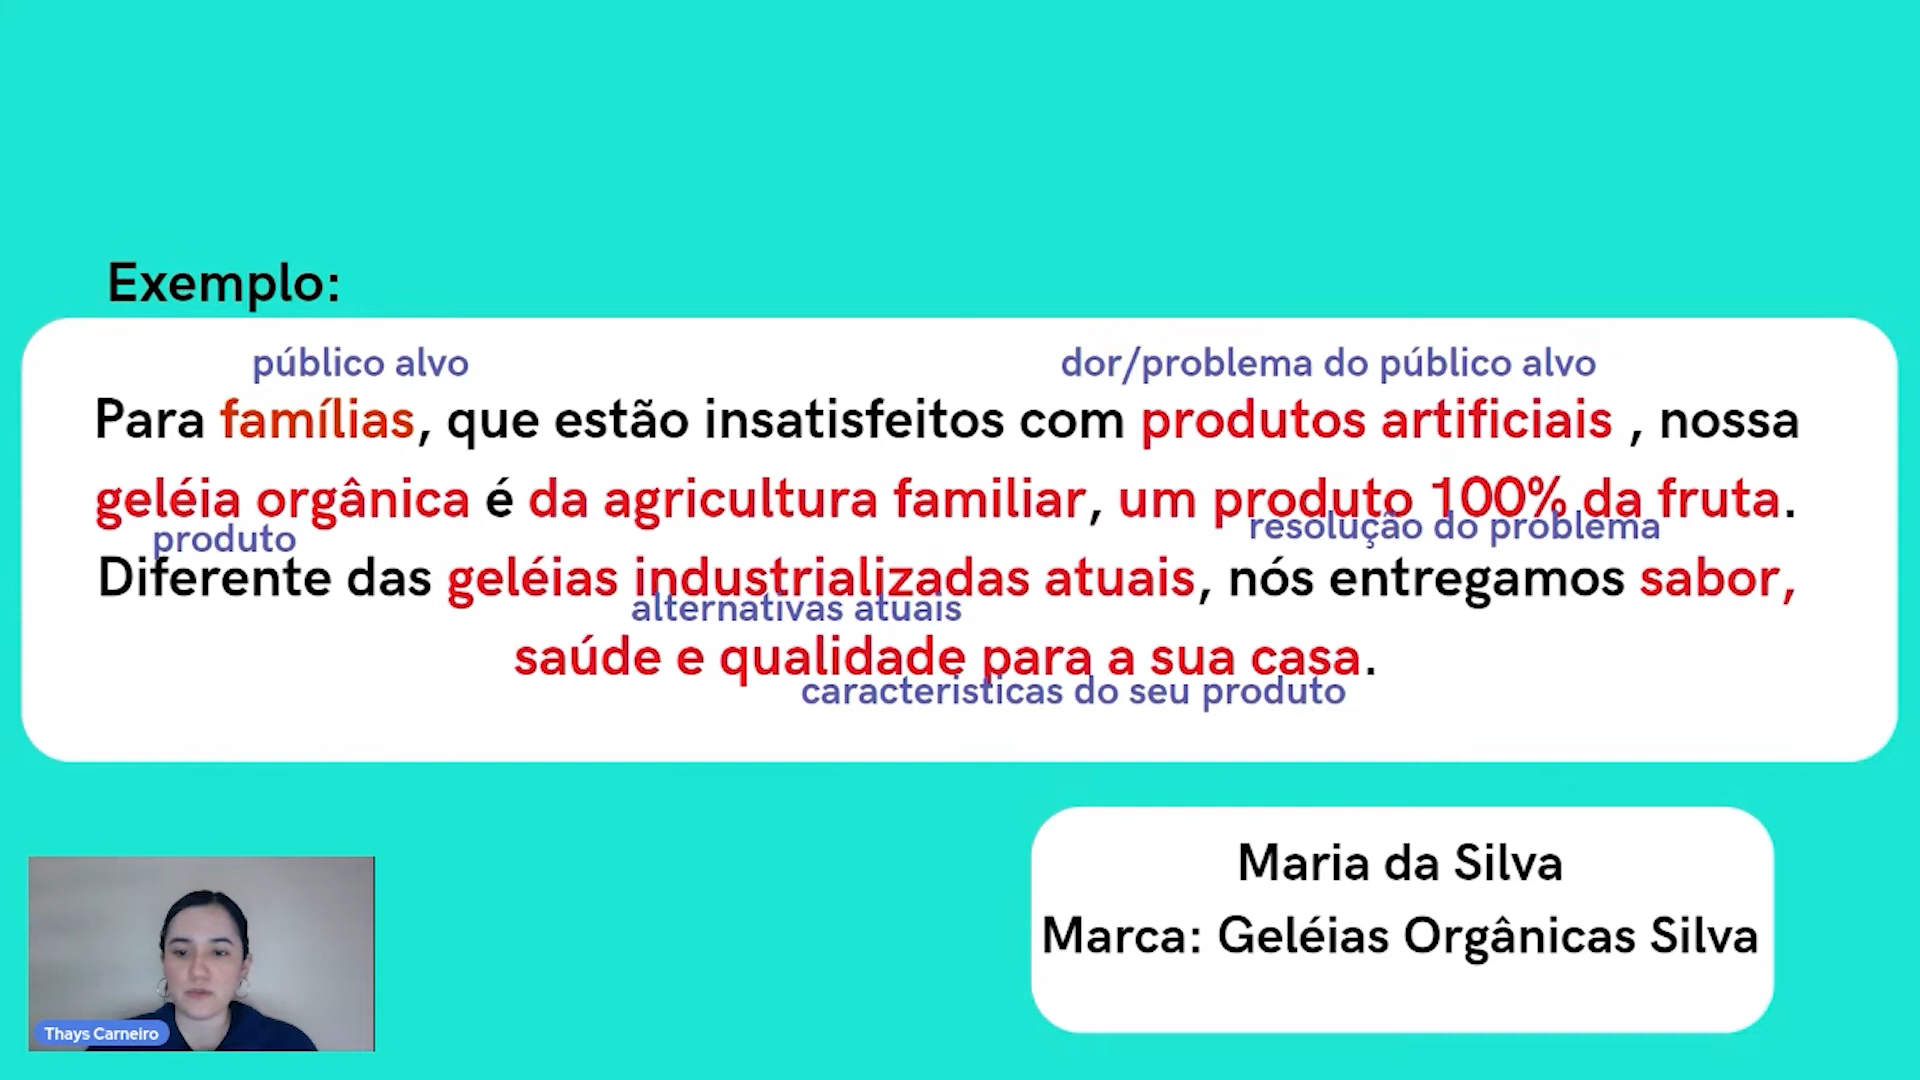 Exemplo:
público alvo
dor/problema do público alvo
Para famílias, que estão insatisfeitos com produtos artificiais , nossa
geléia orgânica é da agricultura familiar, um produto 100% da fruta.
produto
resolução do problema
Diferente das geléias industrializadas atuais, nós entregamos sabor,
alternativas atuais
saúde e qualidade para a sua casa.
caracteristicas do seu produto
Maria da Silva
Marca: Geléias Orgânicas Silva
Thays Carneiro